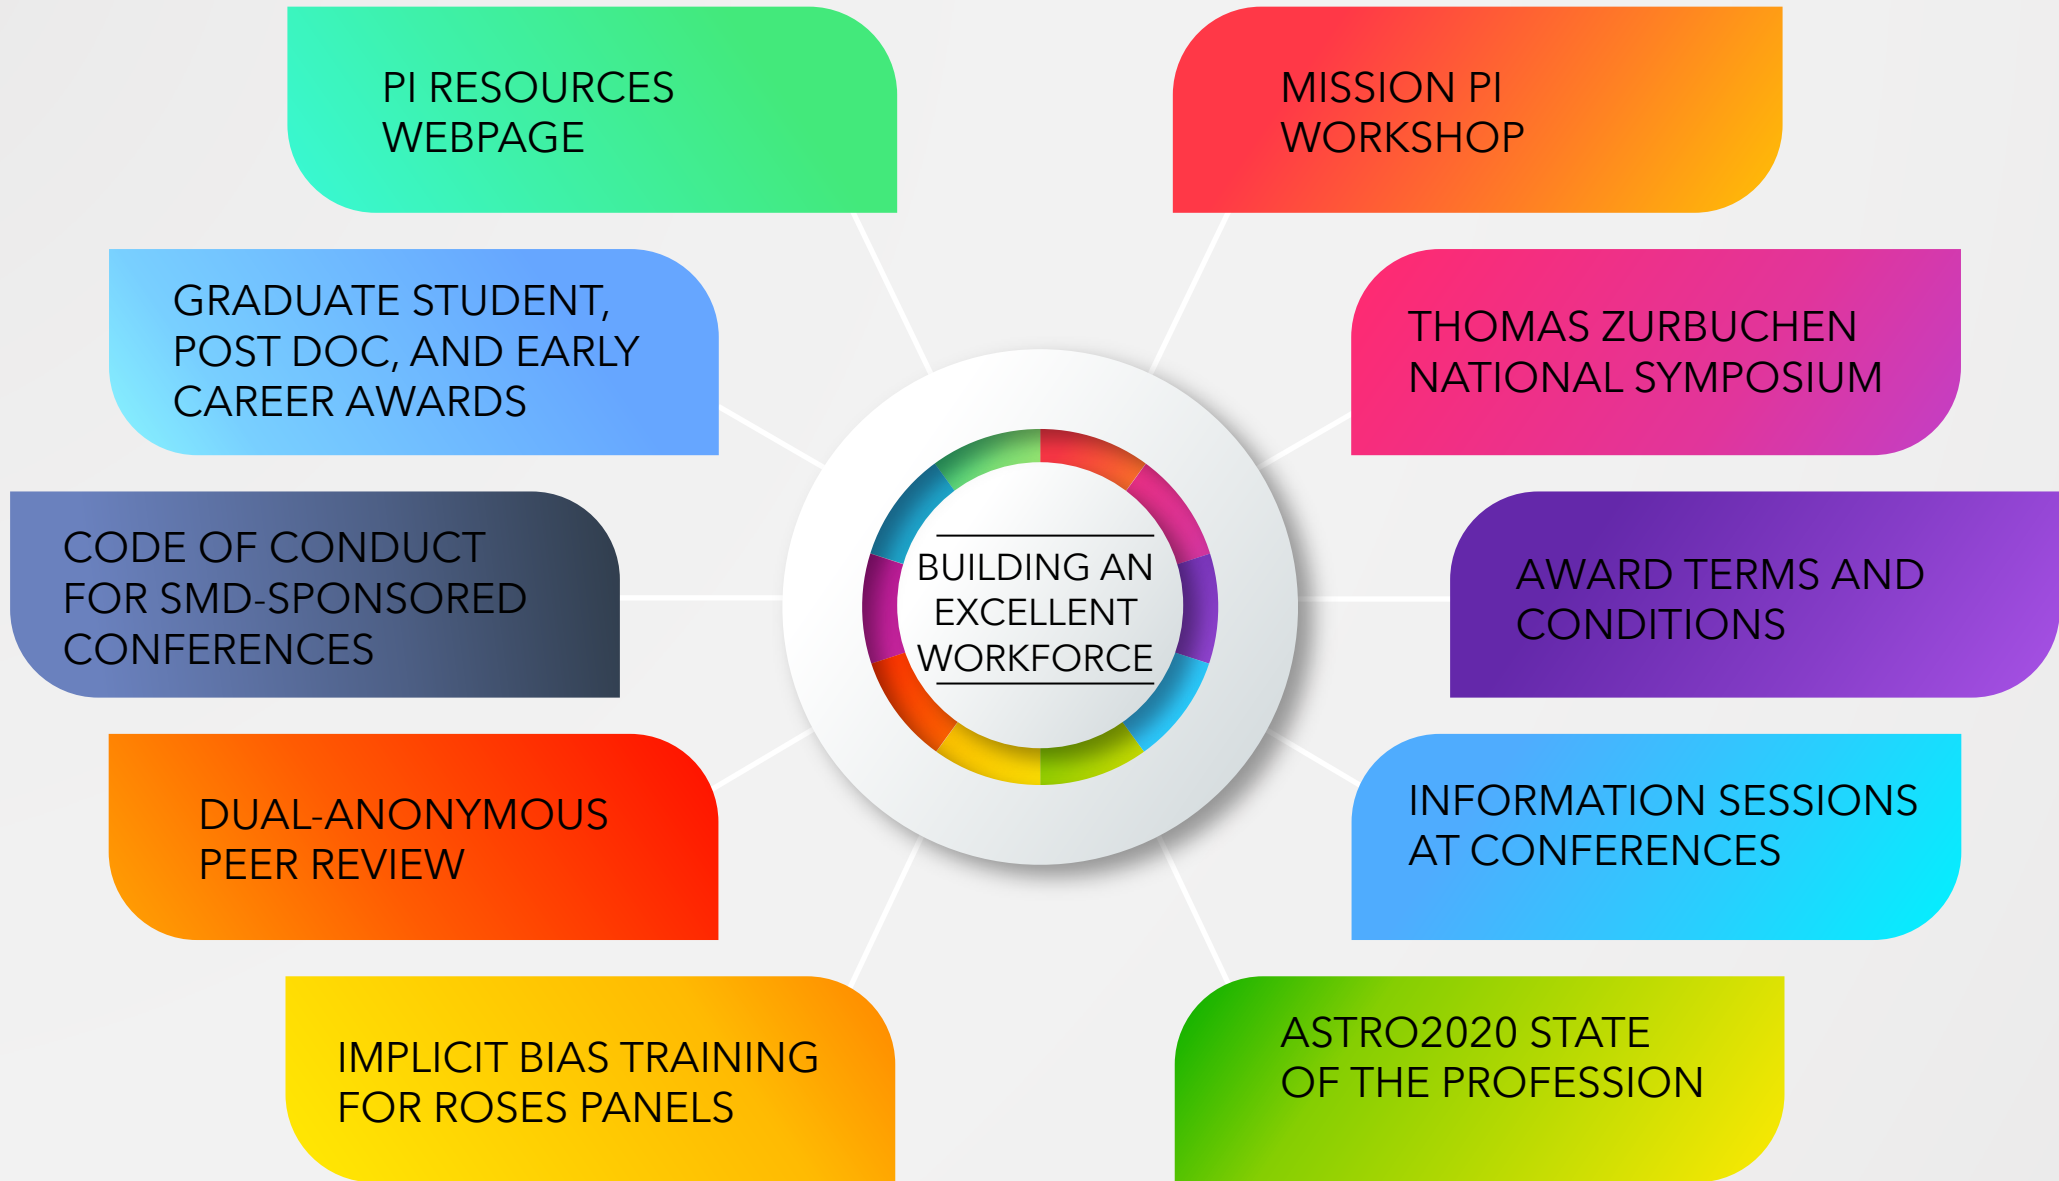 PI RESOURCES
WEBPAGE
MISSION PI
WORKSHOP
GRADUATE STUDENT,
POST DOC, AND EARLY
CAREER AWARDS
THOMAS ZURBUCHEN
NATIONAL SYMPOSIUM
CODE OF CONDUCT
FOR SMD-SPONSORED
CONFERENCES
BUILDING AN
EXCELLENT
WORKFORCE
AWARD TERMS AND
CONDITIONS
DUAL-ANONYMOUS
PEER REVIEW
INFORMATION SESSIONS
AT CONFERENCES
IMPLICIT BIAS TRAINING
FOR ROSES PANELS
ASTRO2020 STATE
OF THE PROFESSION